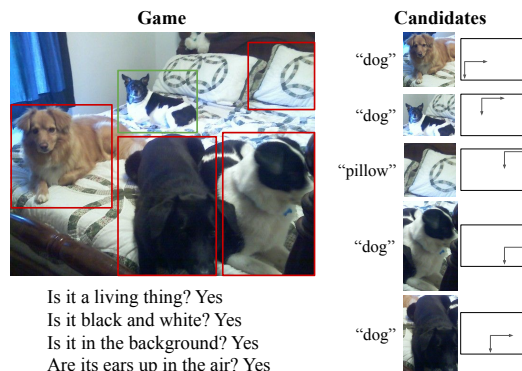 Game
Candidates
“dog”
“dog”
“pillow”
“dog”
“dog”
Is it a living thing? Yes
Is it black and white? Yes
Is it in the background? Yes
Are its ears up in the air? Yes